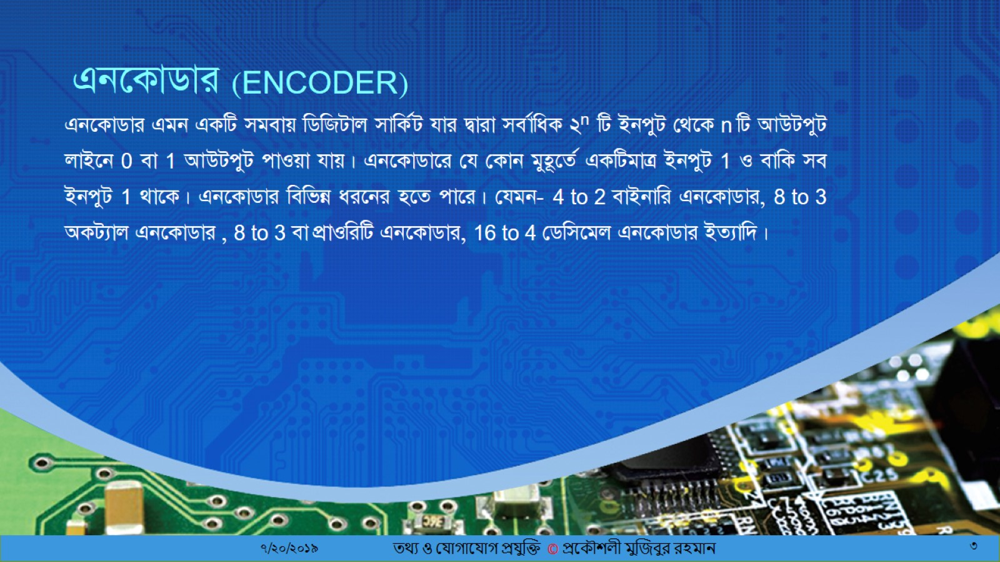 এনকোডার (ENCODER)
এনকোডার এমন একটি সমবায় ডিজিটাল সার্কিট যার দ্বারা সর্বাধিক ২ⁿ টি ইনপুট থেকে n টি আউটপুট
লাইনে 0 বা 1 আউটপুট পাওয়া যায়। এনকোডারে যে কোন মুহূর্তে একটিমাত্র ইনপুট 1 ও বাকি সব
ইনপুট 1 থাকে। এনকোডার বিভিন্ন ধরনের হতে পারে। যেমন- 4 to 2 বাইনারি এনকোডার, 8 to 3
অকট্যাল এনকোডার , 8 to 3 বা প্রাওরিটি এনকোডার, 16 to 4 ডেসিমেল এনকোডার ইত্যাদি।
C25
৭/২০/২০১৯ তথ্য ও যোগাযোগ প্রযুক্তি © প্রকৌশলী মুজিবুর রহমান ৩